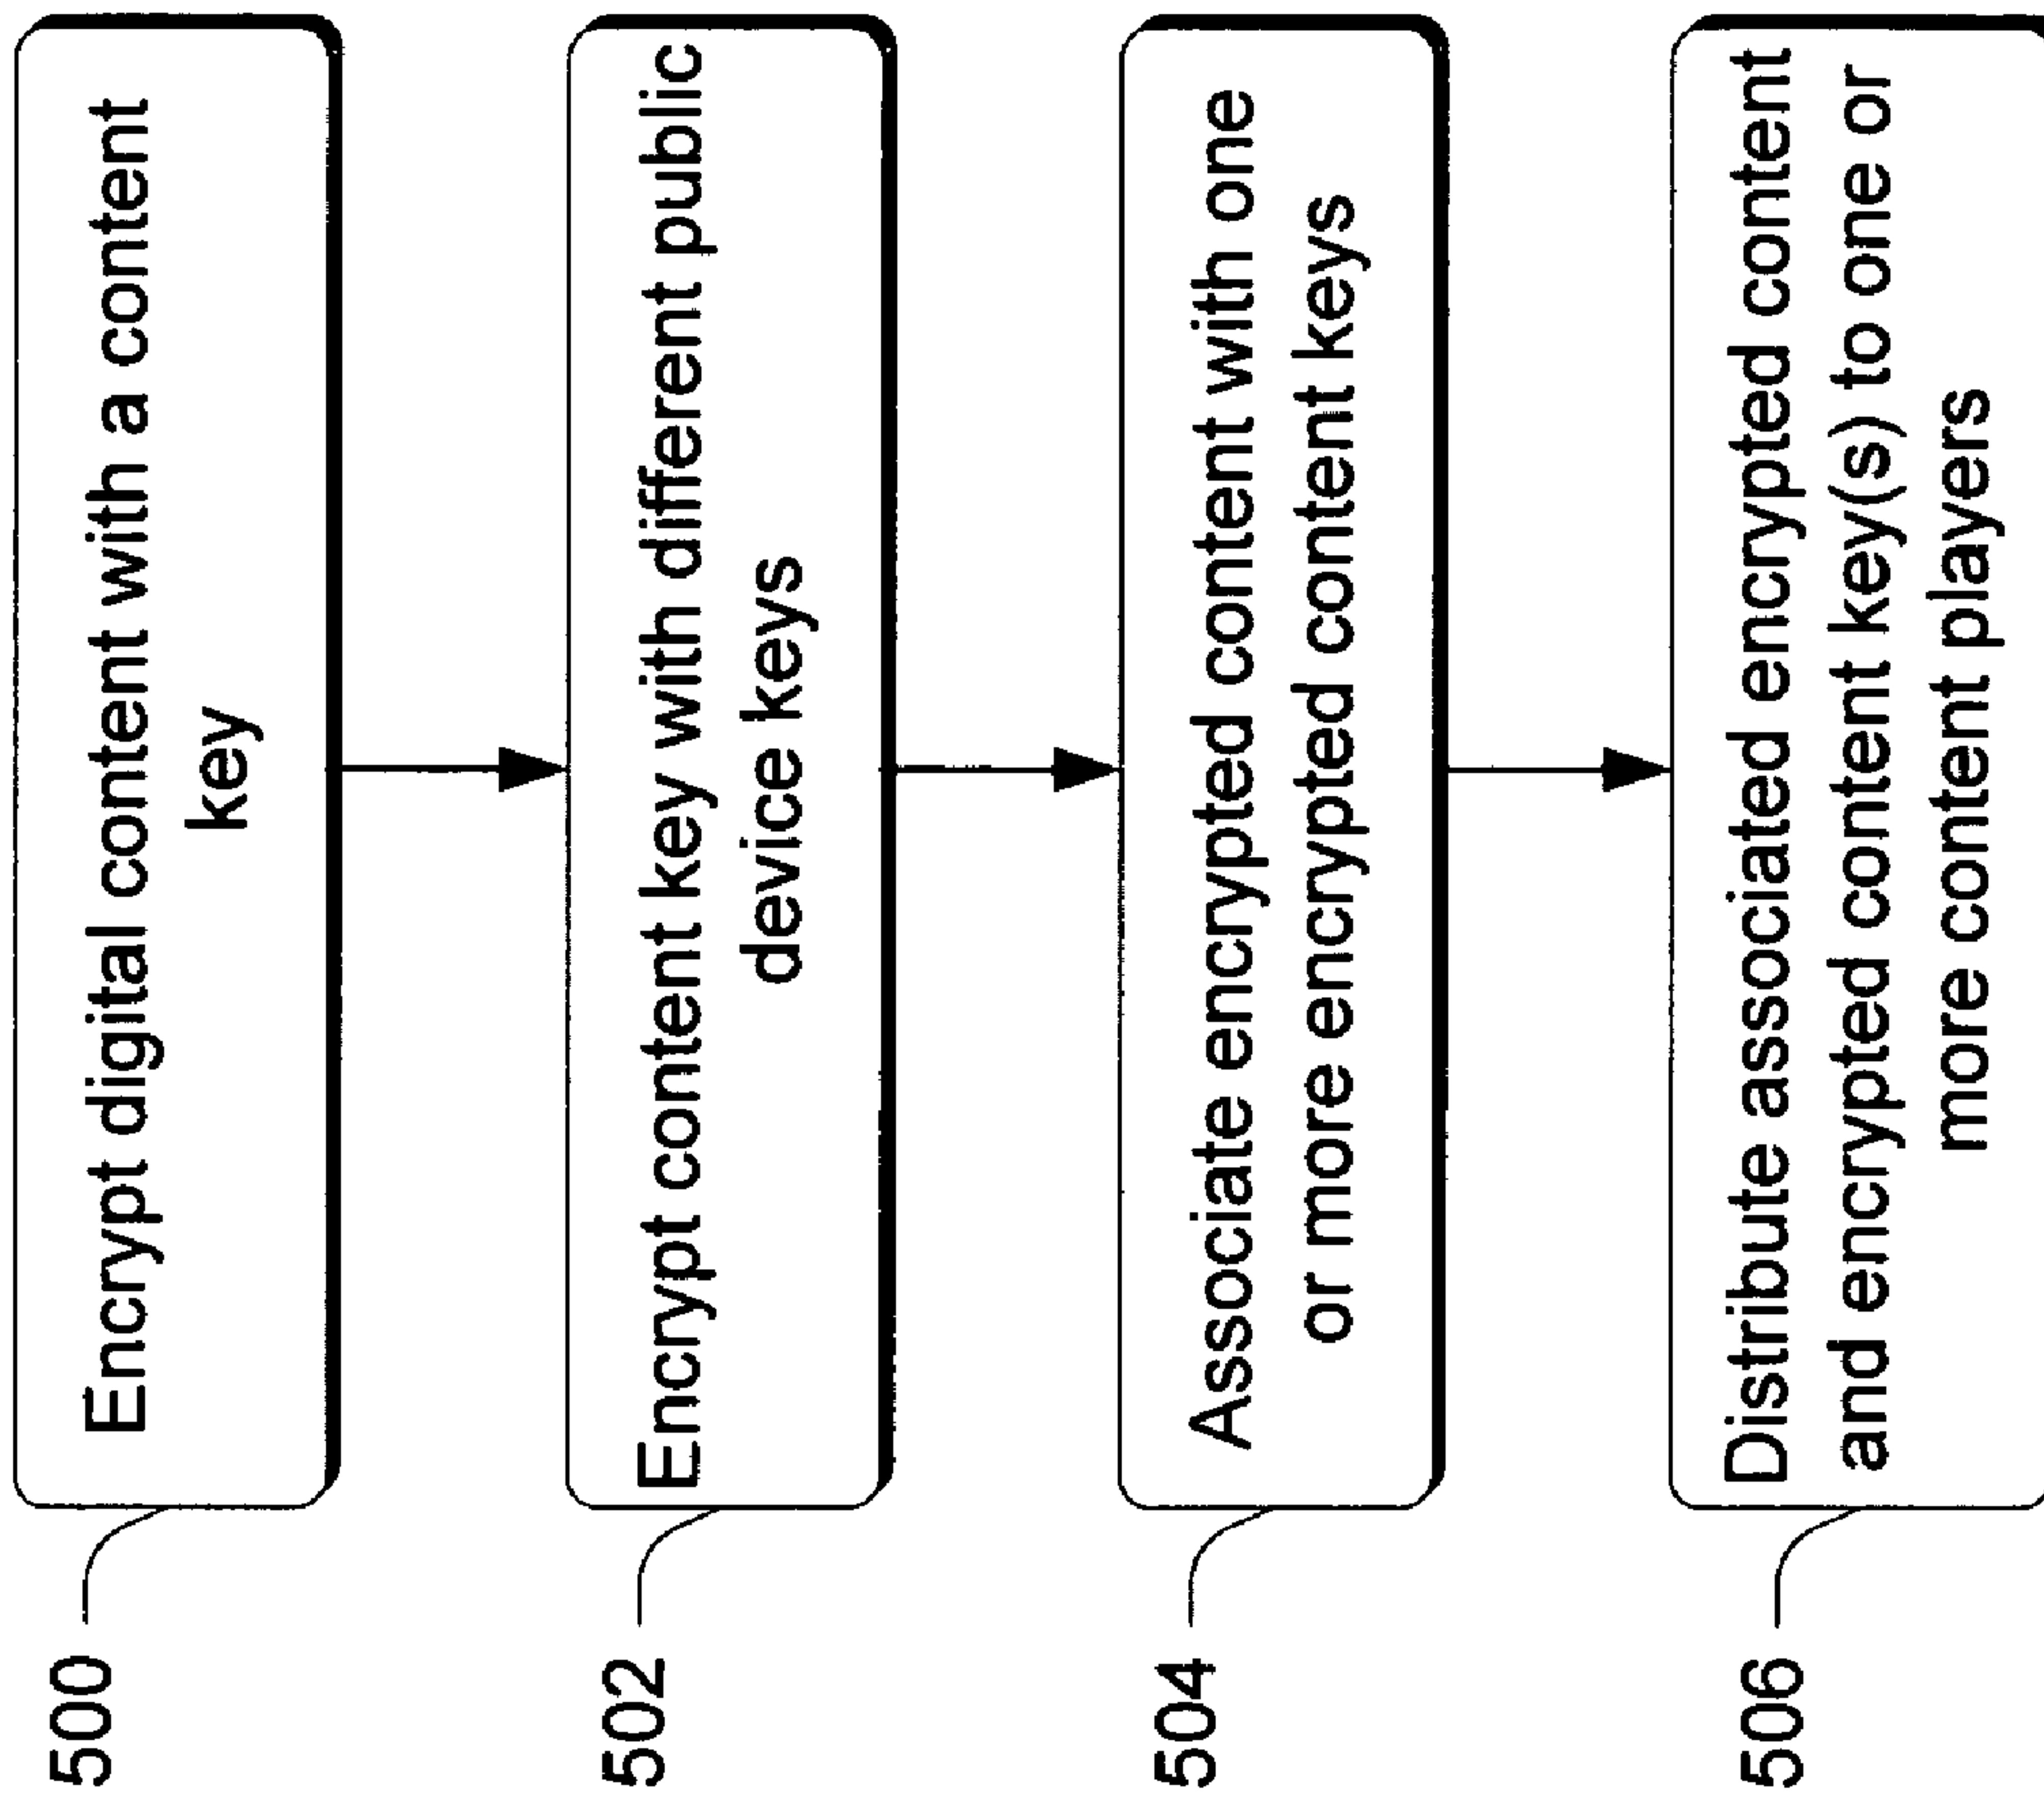 500
Encrypt digital content with a content
key
502
Encrypt content key with different public
device keys
504
Associate encrypted content with one
or more encrypted content keys
506
Distribute associated encrypted content
and encrypted content key(s) to one or
more content players